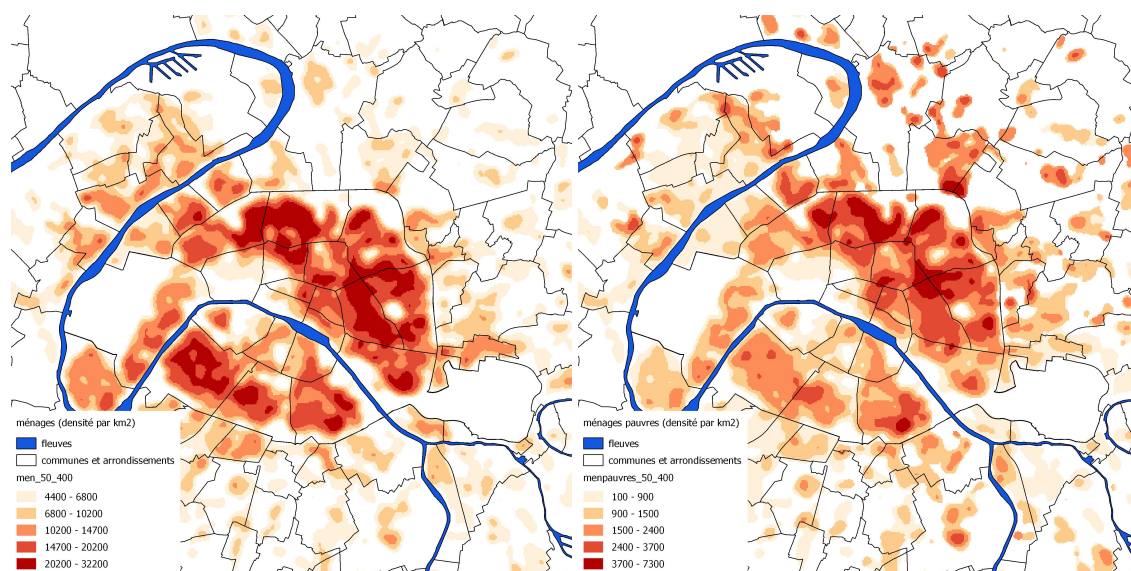 ménages (densité par km2)
fleuves
communes et arrondissements
men_50_400
4400 - 6800
6800 - 10200
10200 - 14700
14700 - 20200
20200 - 32200
ménages pauvres (densité par km2)
fleuves
communes et arrondissements
menpauvres_50_400
100 - 900
900 - 1500
1500 - 2400
2400 - 3700
3700 - 7300